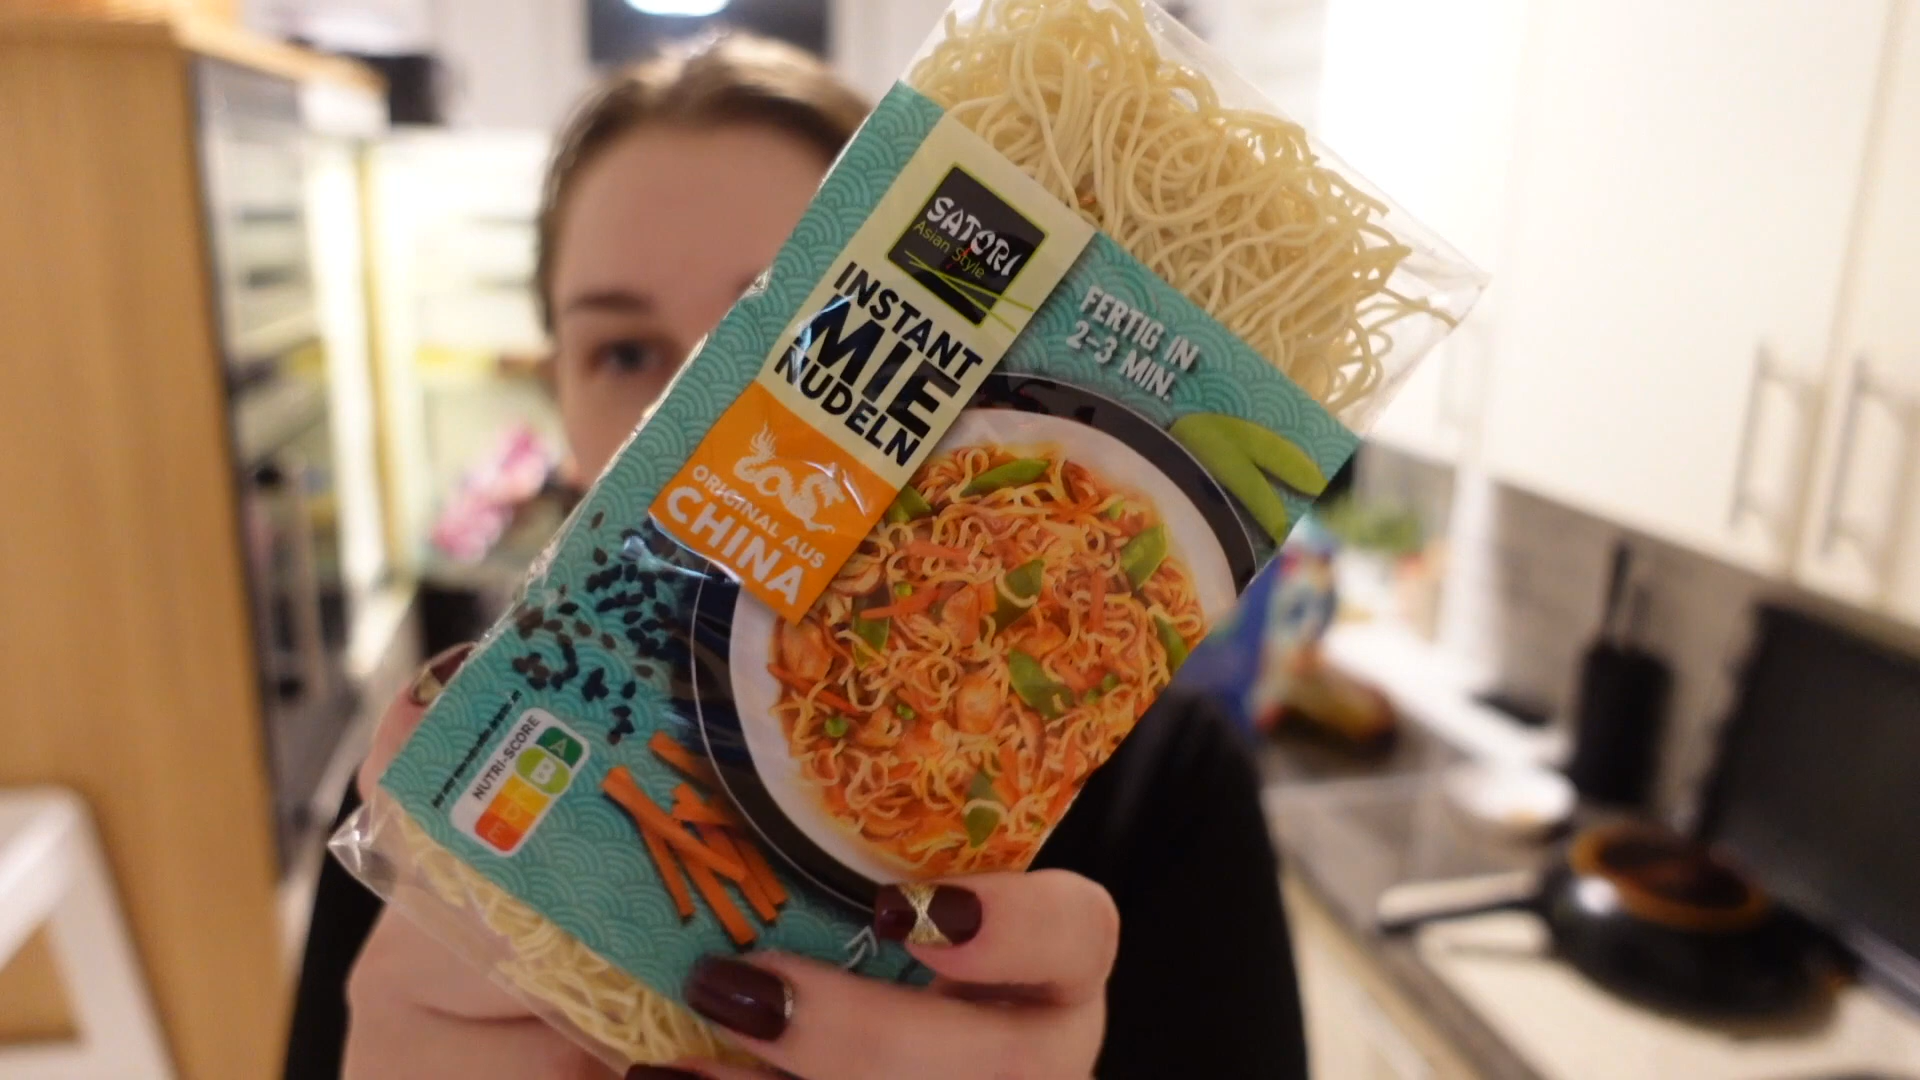 SATORI
Asian Style
INSTANT
MIE
NUDELN
ORIGINAL AUS
CHINA
FERTIG IN
2-3 MIN.
NUTRI-SCORE
A
B
C
D
E